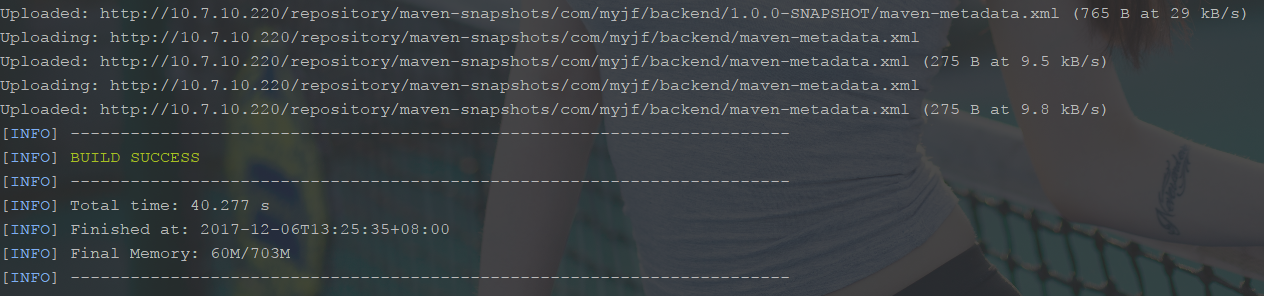 Uploaded: http://10.7.10.220/repository/maven-snapshots/com/myjf/backend/1.0.0-SNAPSHOT/maven-metadata.xml (765 B at 29 kB/s)
Uploading: http://10.7.10.220/repository/maven-snapshots/com/myjf/backend/maven-metadata.xml
Uploaded: http://10.7.10.220/repository/maven-snapshots/com/myjf/backend/maven-metadata.xml (275 B at 9.5 kB/s)
Uploading: http://10.7.10.220/repository/maven-snapshots/com/myjf/backend/maven-metadata.xml
Uploaded: http://10.7.10.220/repository/maven-snapshots/com/myjf/backend/maven-metadata.xml (275 B at 9.8 kB/s)
[INFO] ------------------------------------------------------------------------
[INFO] BUILD SUCCESS
[INFO] ------------------------------------------------------------------------
[INFO] Total time: 40.277 s
[INFO] Finished at: 2017-12-06T13:25:35+08:00
[INFO] Final Memory: 60M/703M
[INFO] ------------------------------------------------------------------------